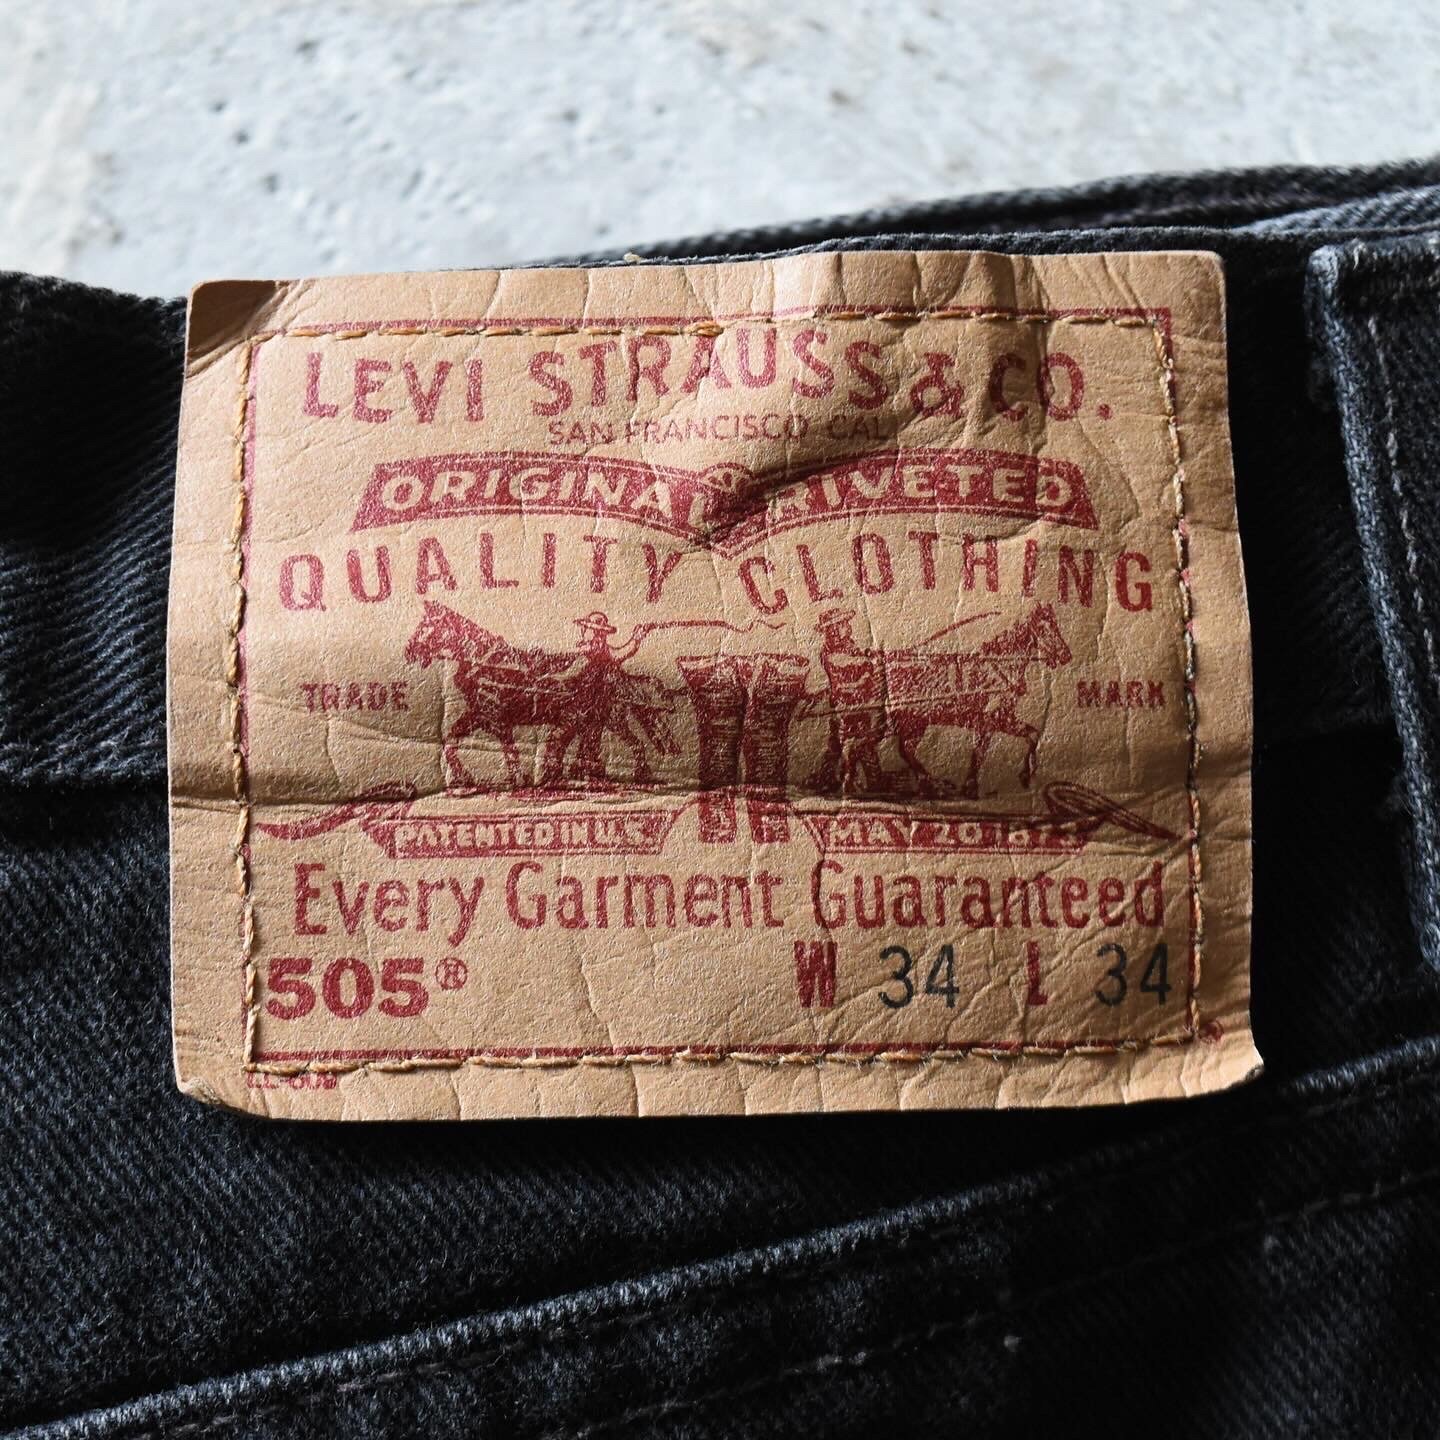 LEVI STRAUSS & CO.
SAN FRANCISCO CAL
ORIGINAL RIVETED
QUALITY CLOTHING
TRADE MARK
PATENTED IN U.S. MAY 20 1873
Every Garment Guaranteed
505® W 34 L 34
®